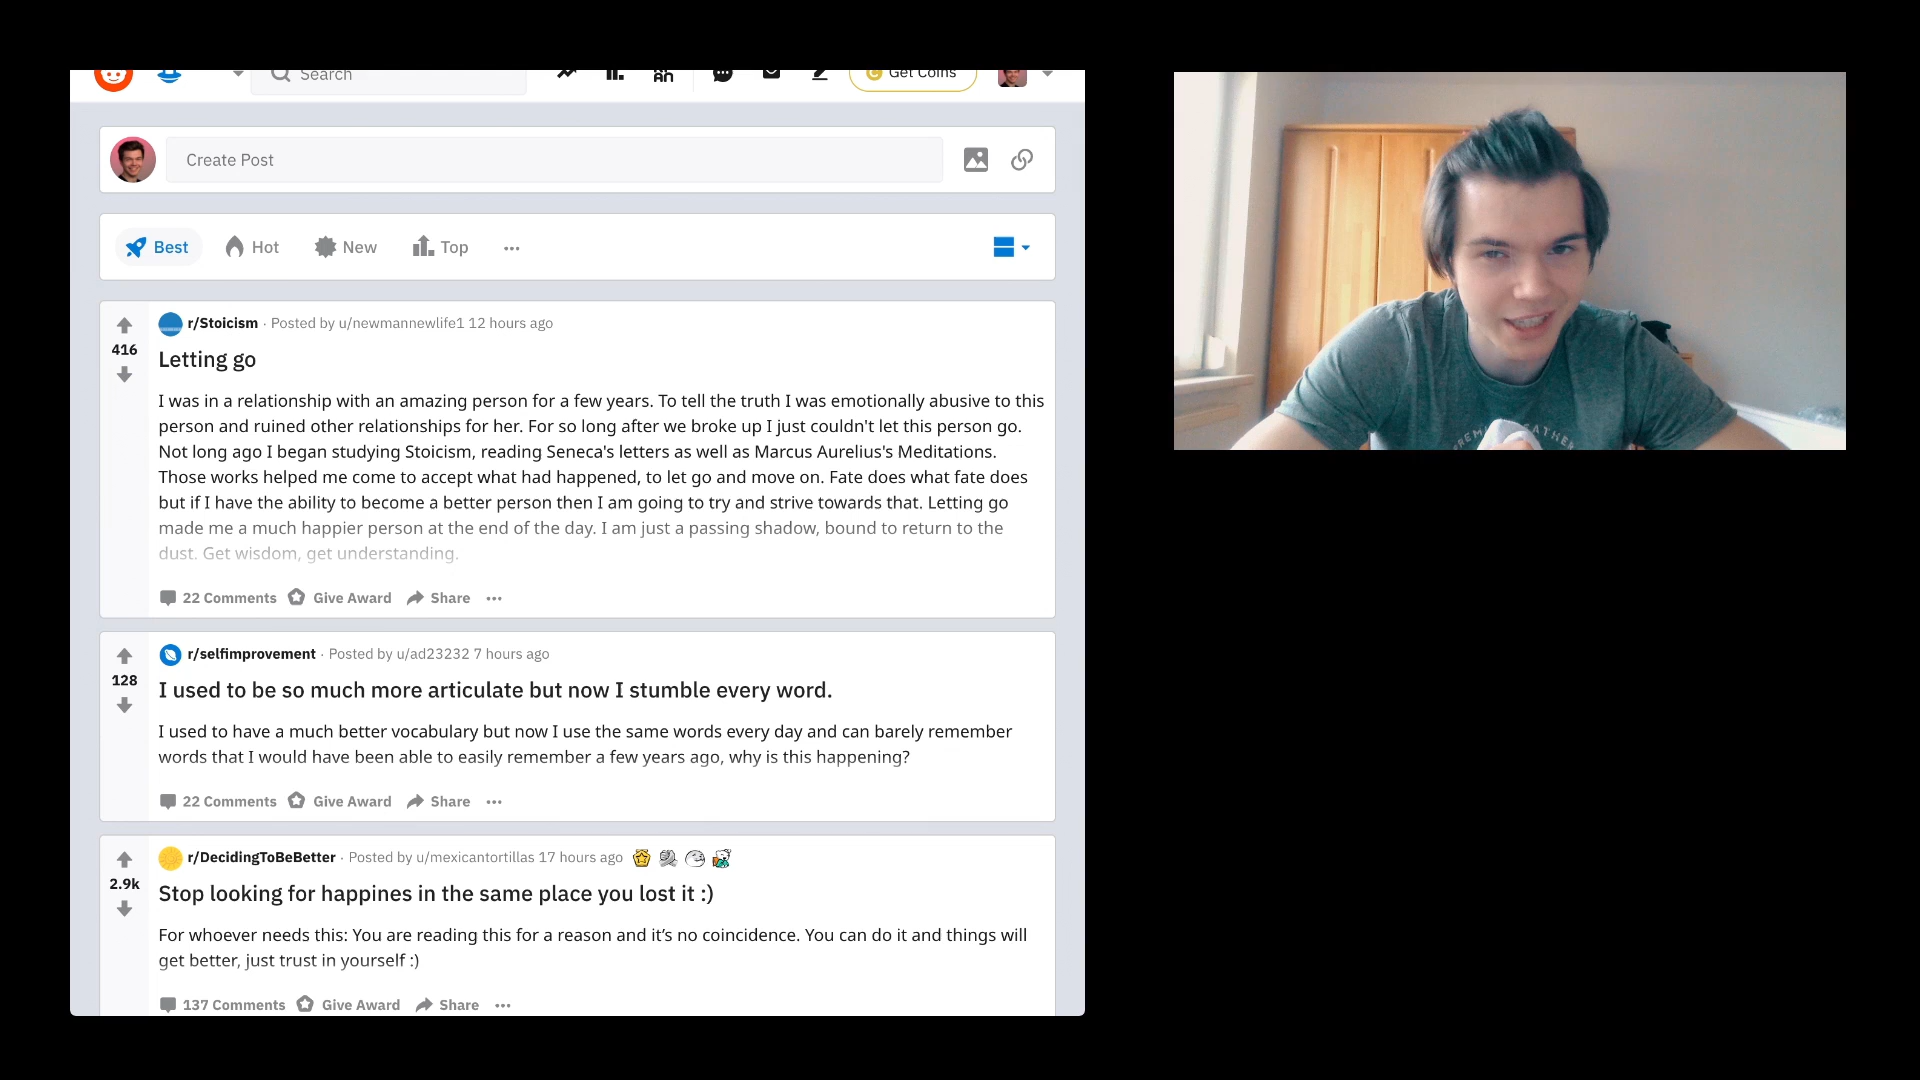 Search
Get Coins
Create Post
Best
Hot
New
Top
r/Stoicism · Posted by u/newmannewlife1 12 hours ago
416
Letting go
I was in a relationship with an amazing person for a few years. To tell the truth I was emotionally abusive to this
person and ruined other relationships for her. For so long after we broke up I just couldn't let this person go.
Not long ago I began studying Stoicism, reading Seneca's letters as well as Marcus Aurelius's Meditations.
Those works helped me come to accept what had happened, to let go and move on. Fate does what fate does
but if I have the ability to become a better person then I am going to try and strive towards that. Letting go
made me a much happier person at the end of the day. I am just a passing shadow, bound to return to the
dust. Get wisdom, get understanding.
22 Comments Give Award Share
r/selfimprovement · Posted by u/ad23232 7 hours ago
128
I used to be so much more articulate but now I stumble every word.
I used to have a much better vocabulary but now I use the same words every day and can barely remember
words that I would have been able to easily remember a few years ago, why is this happening?
22 Comments Give Award Share
r/DecidingToBeBetter · Posted by u/mexicantortillas 17 hours ago
2.9k
Stop looking for happines in the same place you lost it :)
For whoever needs this: You are reading this for a reason and it’s no coincidence. You can do it and things will
get better, just trust in yourself :)
137 Comments Give Award Share